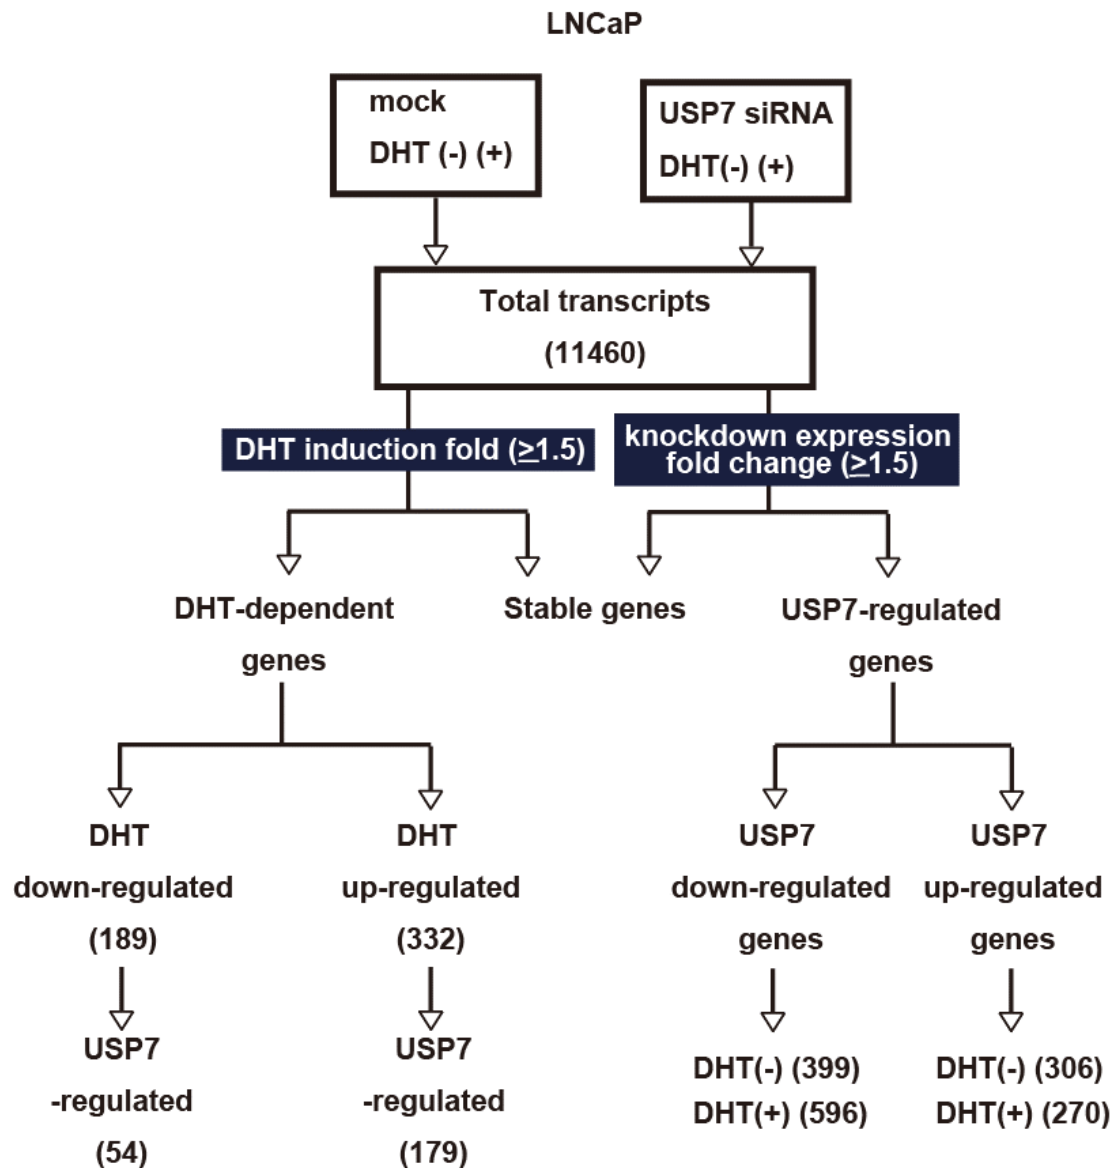 LNCaP
mock
DHT (-) (+)
USP7 siRNA
DHT(-) (+)
Total transcripts
(11460)
DHT induction fold (≥1.5)
knockdown expression
fold change (≥1.5)
DHT-dependent
genes
Stable genes
USP7-regulated
genes
DHT
down-regulated
(189)
DHT
up-regulated
(332)
USP7
down-regulated
genes
USP7
up-regulated
genes
USP7
-regulated
(54)
USP7
-regulated
(179)
DHT(-) (399)
DHT(+) (596)
DHT(-) (306)
DHT(+) (270)